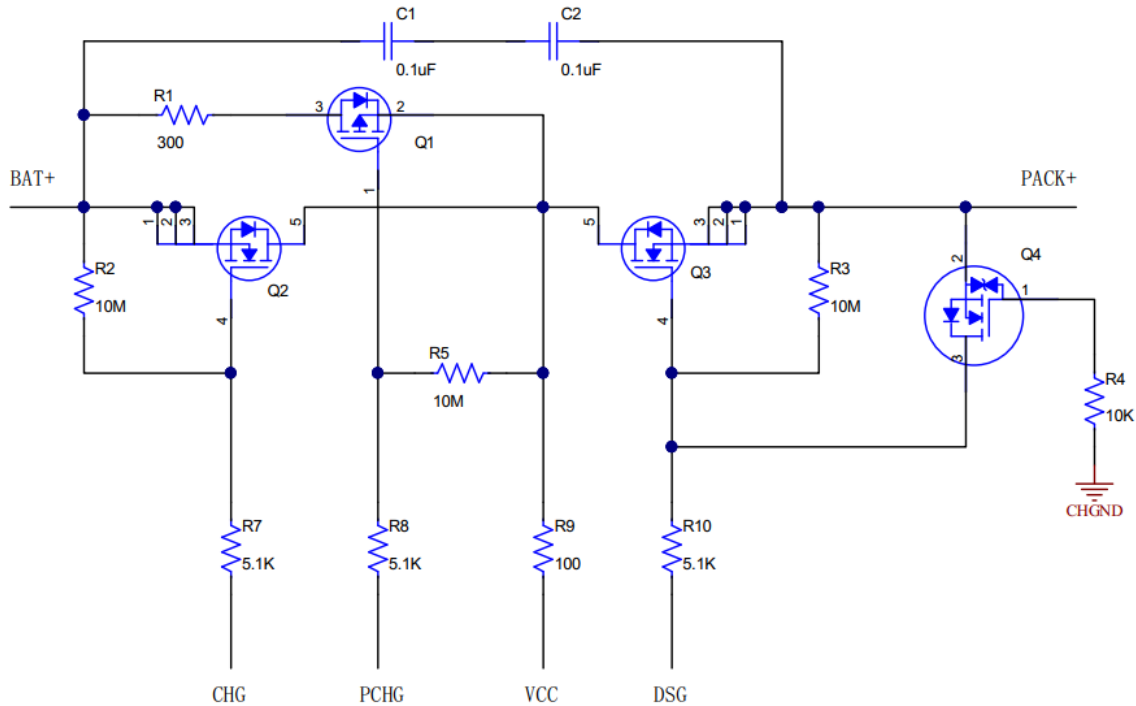 C1
C2
0.1uF
0.1uF
R1
300
3
2
Q1
1
BAT+
PACK+
1
2
3
5
Q2
4
5
3
2
1
Q3
4
R2
10M
R3
10M
2
Q4
1
3
R5
10M
R4
10K
CHGND
R7
5.1K
R8
5.1K
R9
100
R10
5.1K
CHG
PCHG
VCC
DSG